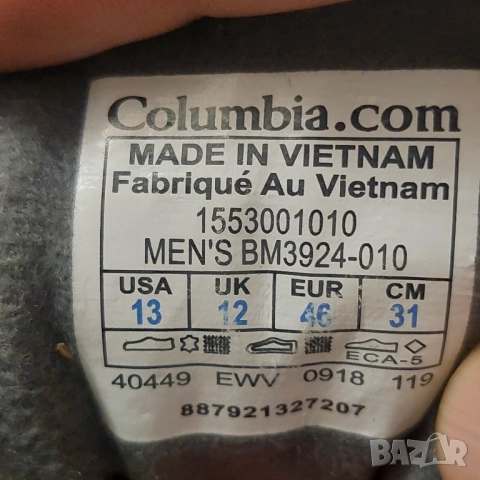 Columbia.com
MADE IN VIETNAM
Fabriqué Au Vietnam
1553001010
MEN'S BM3924-010
USA UK EUR CM
13 12 46 31
ECA-5
40449 EWV 0918 119
887921327207
BAZAR